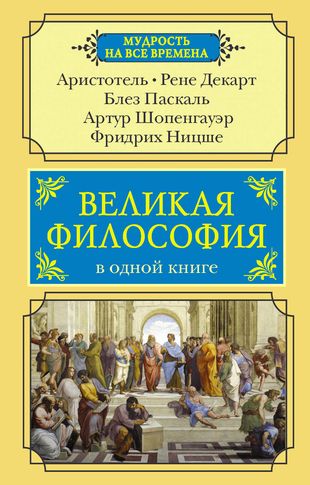 МУДРОСТЬ
НА ВСЕ ВРЕМЕНА
Аристотель • Рене Декарт
Блез Паскаль
Артур Шопенгауэр
Фридрих Ницше
ВЕЛИКАЯ
ФИЛОСОФИЯ
в одной книге